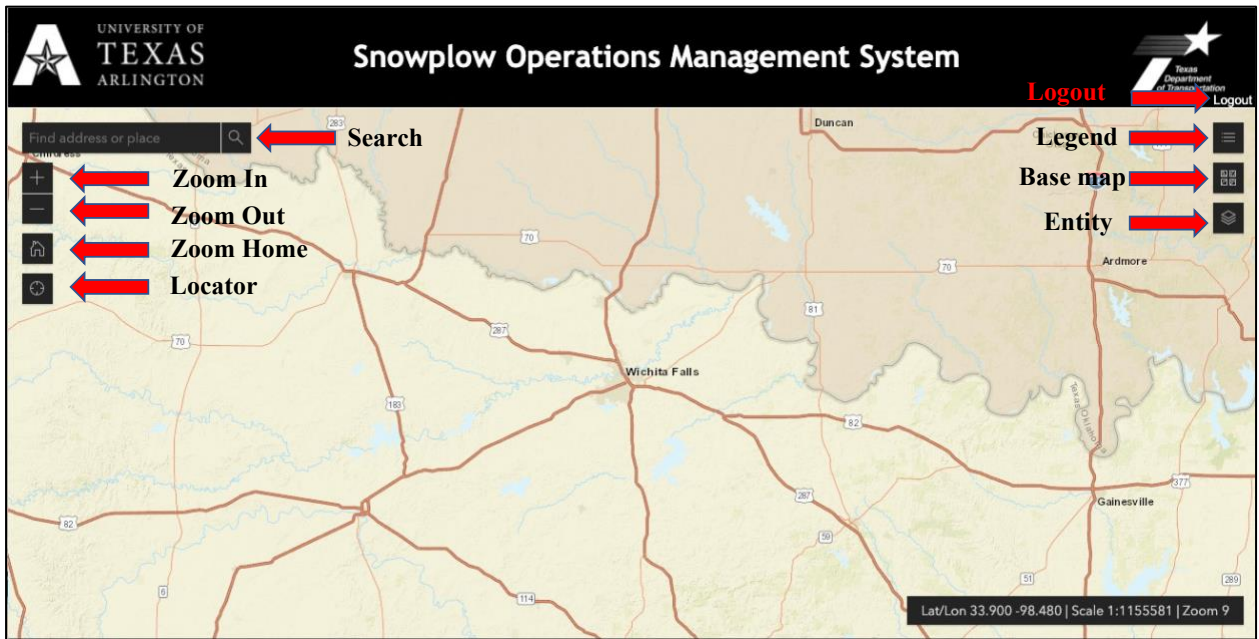 UNIVERSITY OF
TEXAS
ARLINGTON
Snowplow Operations Management System
Texas
Department
of Transportation
Logout
Logout
Find address or place
Search
Legend
Zoom In
Base map
Zoom Out
Entity
Zoom Home
Locator
283
Duncan
Childress
70
70
Ardmore
81
287
70
Wichita Falls
183
Texas Oklahoma
82
377
287
Gainesville
82
59
6
114
51
289
Lat/Lon 33.900 -98.480 | Scale 1:1155581 | Zoom 9